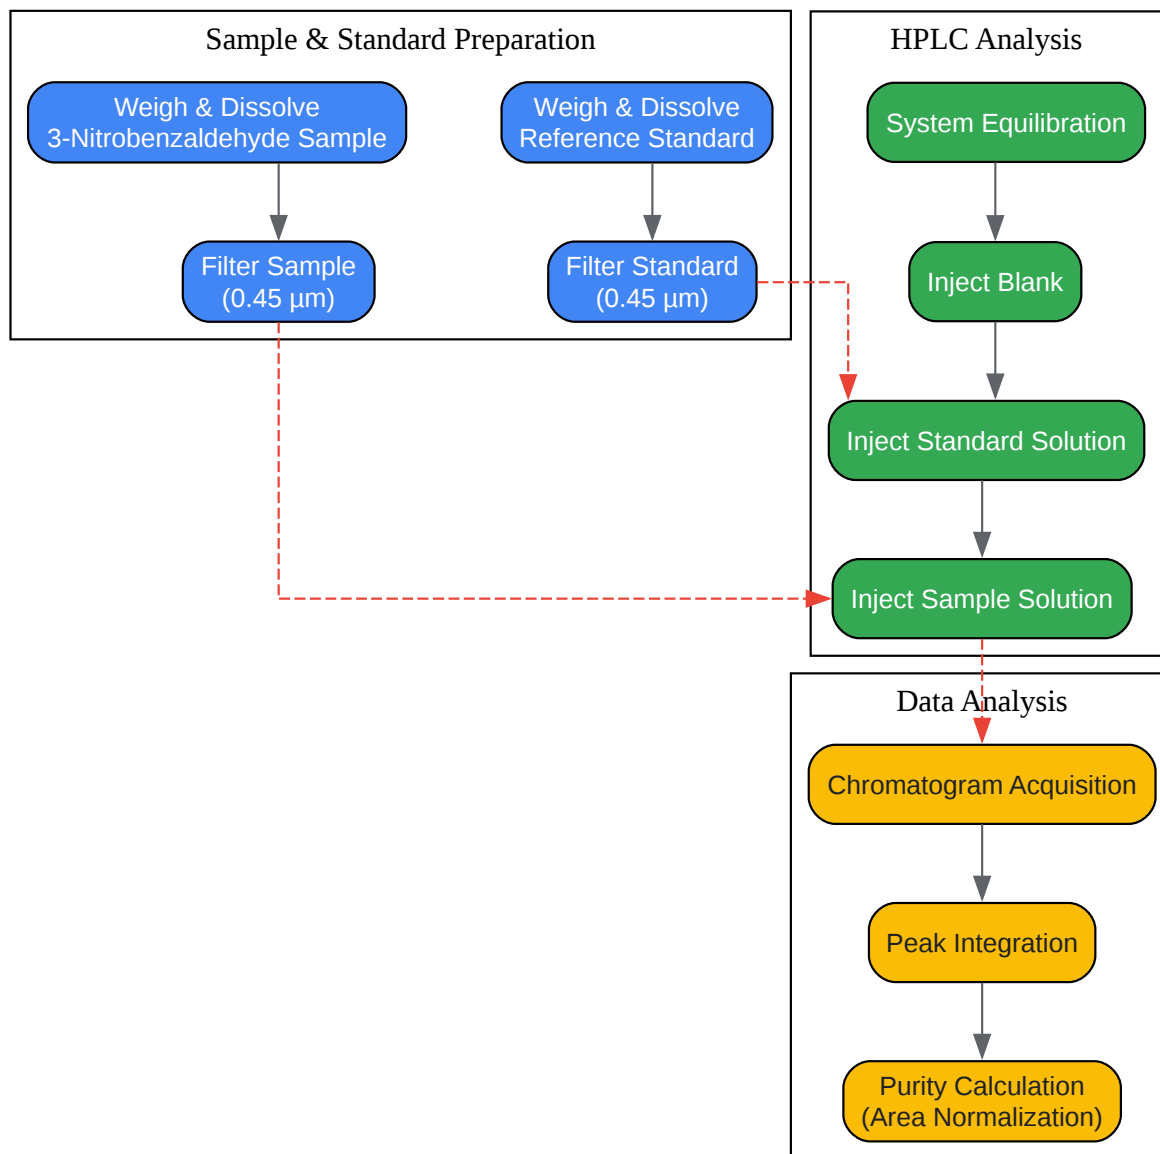 Sample & Standard Preparation
Weigh & Dissolve
3-Nitrobenzaldehyde Sample
Weigh & Dissolve
Reference Standard
Filter Sample
(0.45 µm)
Filter Standard
(0.45 µm)
HPLC Analysis
System Equilibration
Inject Blank
Inject Standard Solution
Inject Sample Solution
Data Analysis
Chromatogram Acquisition
Peak Integration
Purity Calculation
(Area Normalization)